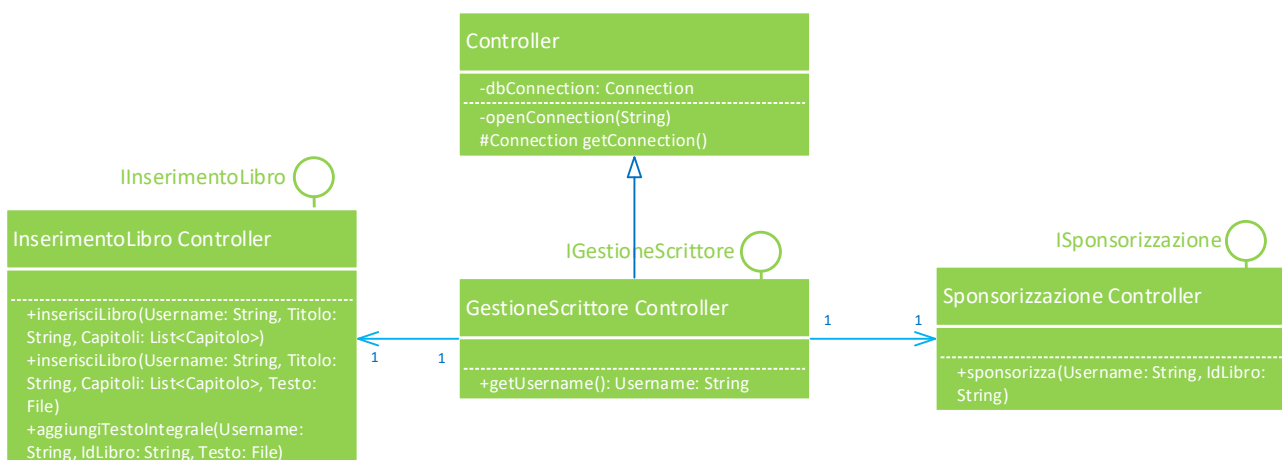 Controller
-dbConnection: Connection
-openConnection(String)
#Connection getConnection()
IInserimentoLibro
InserimentoLibro Controller
+inserisciLibro(Username: String, Titolo:
String, Capitoli: List<Capitolo>)
+inserisciLibro(Username: String, Titolo:
String, Capitoli: List<Capitolo>, Testo:
File)
+aggiungiTestoIntegrale(Username:
String, IdLibro: String, Testo: File)
1
1
IGestioneScrittore
GestioneScrittore Controller
+getUsername(): Username: String
1
1
ISponsorizzazione
Sponsorizzazione Controller
+sponsorizza(Username: String, IdLibro:
String)